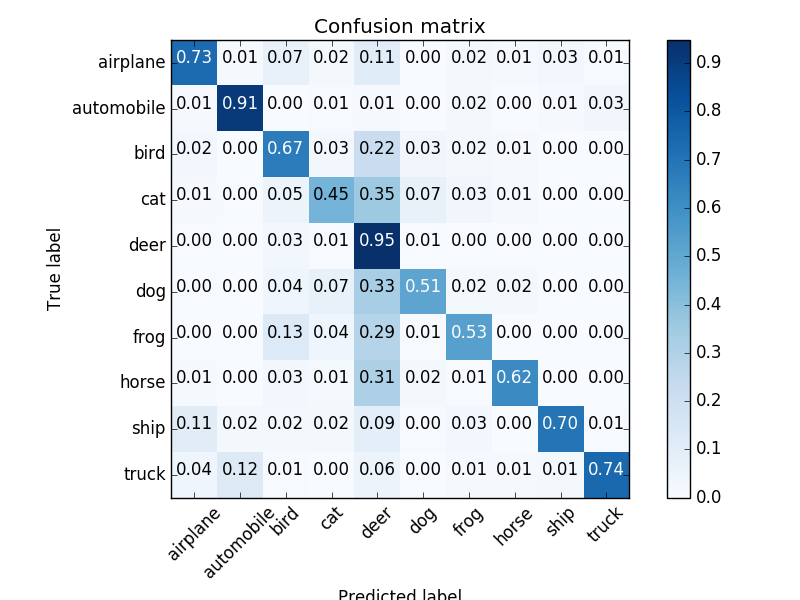 Confusion matrix
airplane 0.73 0.01 0.07 0.02 0.11 0.00 0.02 0.01 0.03 0.01
automobile 0.01 0.91 0.00 0.01 0.01 0.00 0.02 0.00 0.01 0.03
bird 0.02 0.00 0.67 0.03 0.22 0.03 0.02 0.01 0.00 0.00
cat 0.01 0.00 0.05 0.45 0.35 0.07 0.03 0.01 0.00 0.00
deer 0.00 0.00 0.03 0.01 0.95 0.01 0.00 0.00 0.00 0.00
dog 0.00 0.00 0.04 0.07 0.33 0.51 0.02 0.02 0.00 0.00
frog 0.00 0.00 0.13 0.04 0.29 0.01 0.53 0.00 0.00 0.00
horse 0.01 0.00 0.03 0.01 0.31 0.02 0.01 0.62 0.00 0.00
ship 0.11 0.02 0.02 0.02 0.09 0.00 0.03 0.00 0.70 0.01
truck 0.04 0.12 0.01 0.00 0.06 0.00 0.01 0.01 0.01 0.74
airplane automobile bird cat deer dog frog horse ship truck
True label
Predicted label
0.9
0.8
0.7
0.6
0.5
0.4
0.3
0.2
0.1
0.0